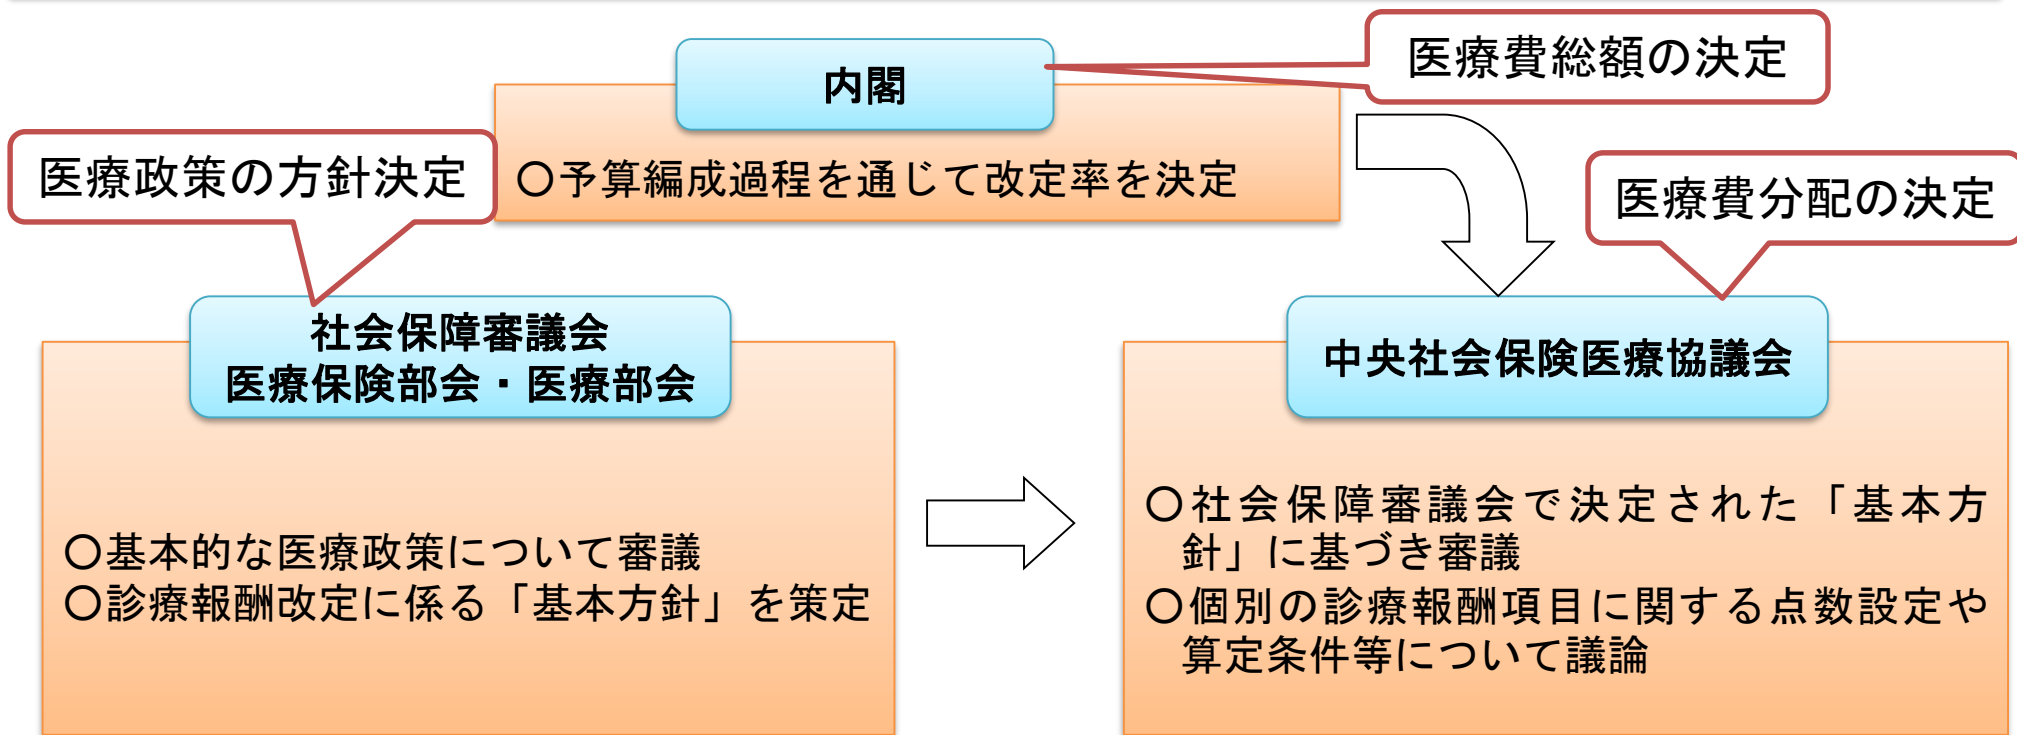 医療費総額の決定
内閣
医療政策の方針決定
○予算編成過程を通じて改定率を決定
医療費分配の決定
社会保障審議会
医療保険部会・医療部会
○基本的な医療政策について審議
○診療報酬改定に係る「基本方針」を策定
中央社会保険医療協議会
○社会保障審議会で決定された「基本方
針」に基づき審議
○個別の診療報酬項目に関する点数設定や
算定条件等について議論